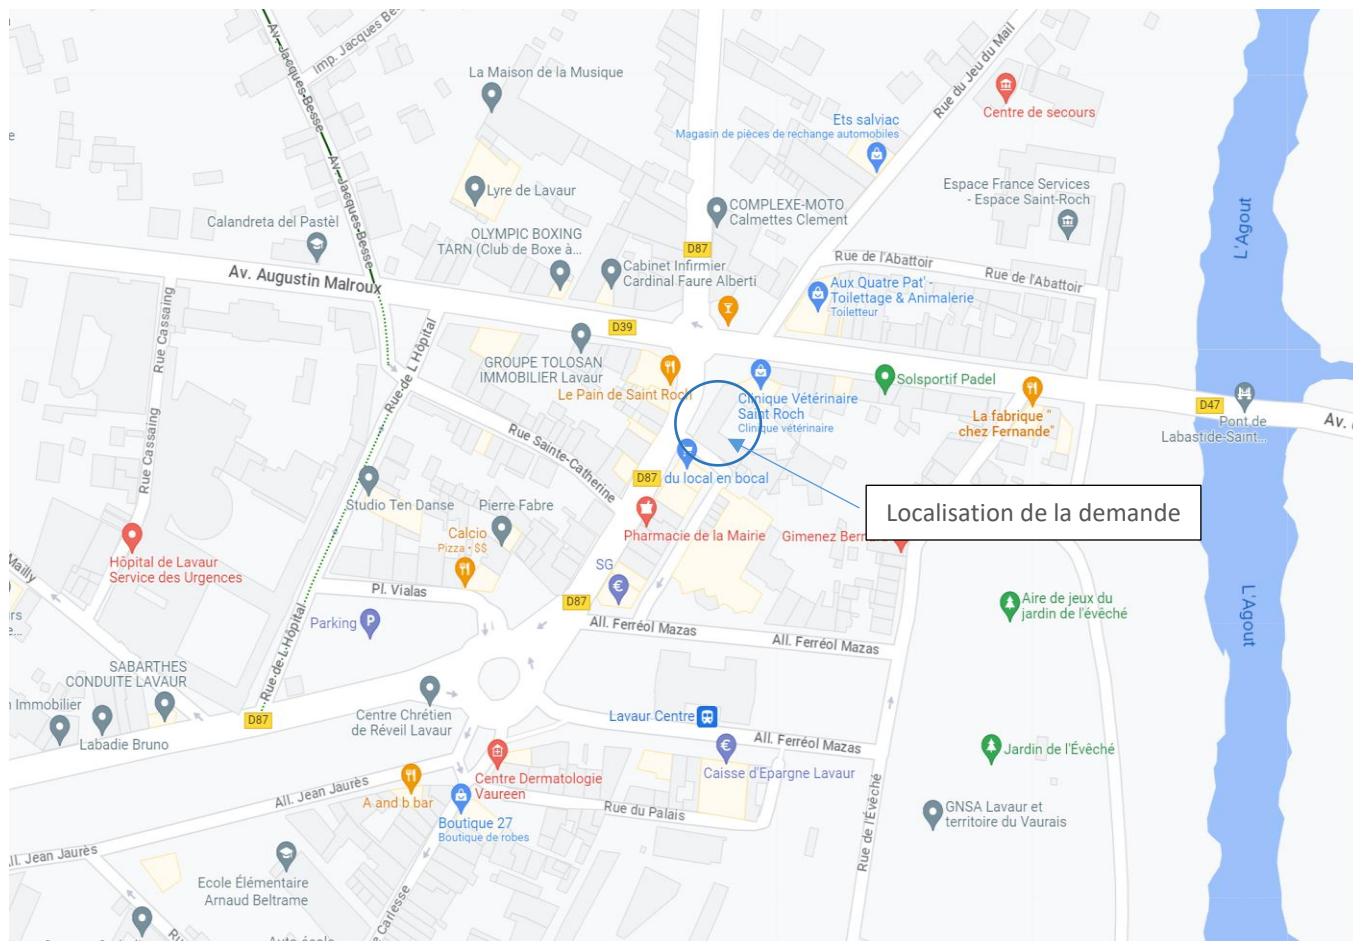 Av. Jacques-Besse
Imp. Jacques Bes
Av. Jacques-Besse
La Maison de la Musique
Rue du Jeu du Mail
Centre de secours
Ets salviac
Magasin de pièces de rechange automobiles
Av. Jacques-Besse
Lyre de Lavaur
Espace France Services
- Espace Saint-Roch
L'Agout
COMPLEXE-MOTO
Calmettes Clement
Calandreta del Pastèl
OLYMPIC BOXING
TARN (Club de Boxe à...
D87
Rue de l'Abattoir
Rue de l'Abattoir
Cabinet Infirmier
Cardinal Faure Alberti
Av. Augustin Malroux
Aux Quatre Pat' -
Toilettage & Animalerie
Toiletteur
Rue Cassaing
D39
Rue de L Hôpital
GROUPE TOLOSAN
IMMOBILIER Lavaur
Le Pain de Saint Roch
Clinique Vétérinaire
Saint Roch
Clinique vétérinaire
Solsportif Padel
La fabrique "
chez Fernande"
D47
Pont de
Labastide-Saint...
Av.
Rue Sainte-Catherine
Rue Cassaing
D87
du local en bocal
Studio Ten Danse
Pierre Fabre
Localisation de la demande
Calcio
Pizza • $$
Pharmacie de la Mairie
Gimenez Bern
Hôpital de Lavaur
Service des Urgences
Mailly
SG
Pl. Vialas
D87
L'Agout
Aire de jeux du
jardin de l'évêché
Parking
All. Ferréol Mazas
All. Ferréol Mazas
Rue de L Hôpital
SABARTHES
CONDUITE LAVAUR
n Immobilier
Labadie Bruno
D87
Centre Chrétien
de Réveil Lavaur
Lavaur Centre
All. Ferréol Mazas
Jardin de l'Évêché
Caisse d'Epargne Lavaur
Centre Dermatologie
Vaureen
All. Jean Jaurès
A and b bar
Rue du Palais
Rue de l'Évêché
GNSA Lavaur et
territoire du Vaurais
Boutique 27
Boutique de robes
All. Jean Jaurès
Ecole Élémentaire
Arnaud Beltrame
e Carlesse